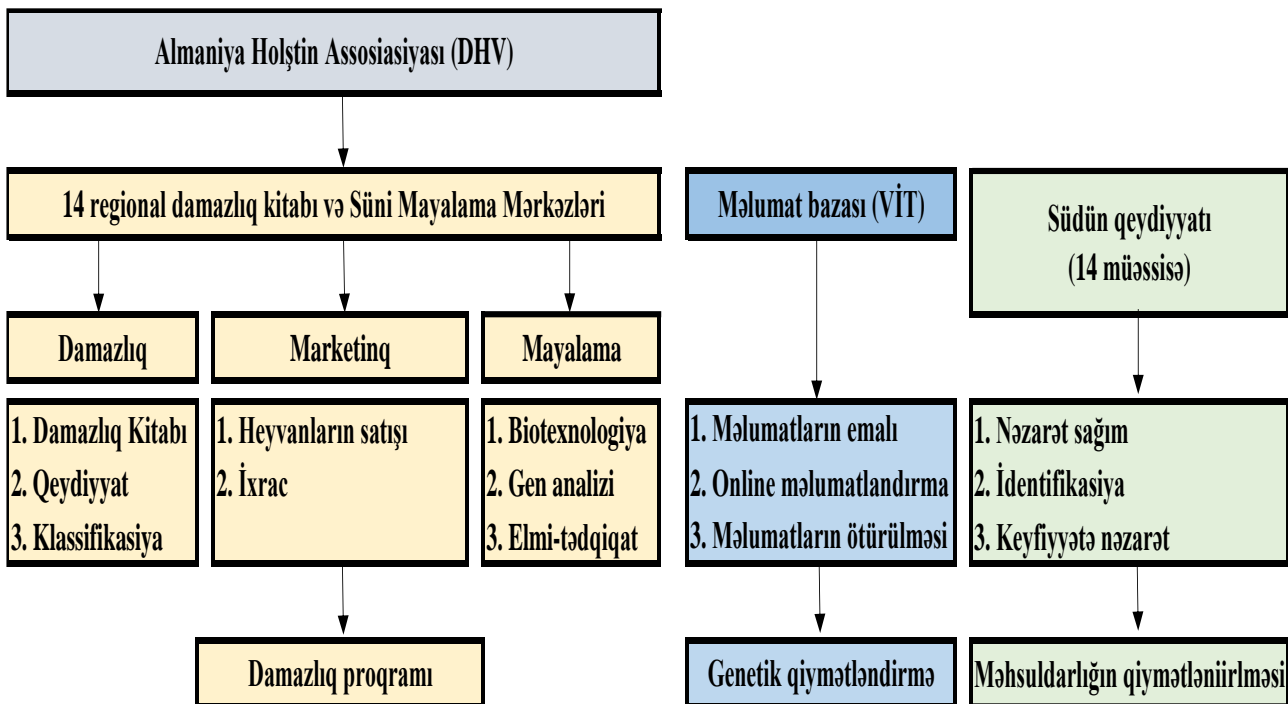 Almaniya Holştin Assosiasiyası (DHV)
14 regional damazlıq kitabı və Süni Mayalama Mərkəzləri
Damazlıq
1. Damazlıq Kitabı
2. Qeydiyyat
3. Klassifikasiya
Marketinq
1. Heyvanların satışı
2. İxrac
Mayalama
1. Biotexnologiya
2. Gen analizi
3. Elmi-tədqiqat
Damazlıq proqramı
Məlumat bazası (VİT)
1. Məlumatların emalı
2. Online məlumatlandırma
3. Məlumatların ötürülməsi
Genetik qiymətləndirmə
Südün qeydiyyatı
(14 müəssisə)
1. Nəzarət sağım
2. İdentifikasiya
3. Keyfiyyətə nəzarət
Məhsuldarlığın qiymətləniirlməsi